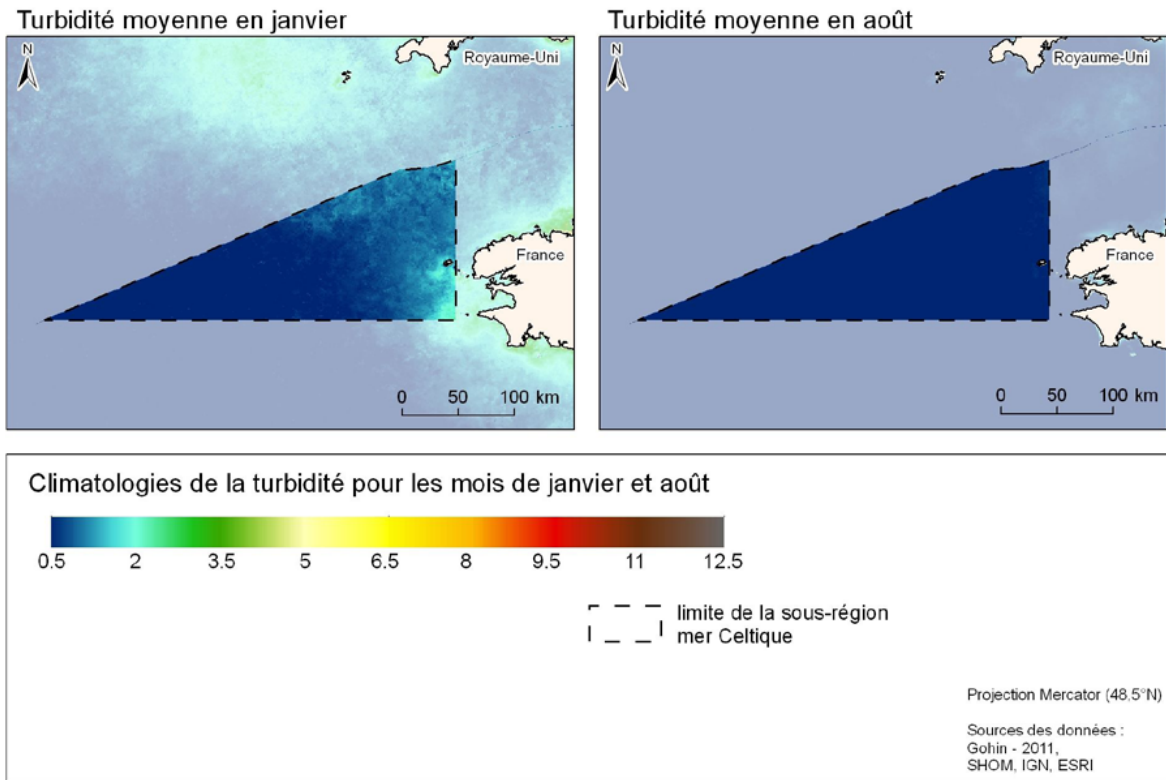 Turbidité moyenne en janvier
Turbidité moyenne en août
N
Royaume-Uni
France
0 50 100 km
N
Royaume-Uni
France
0 50 100 km
Climatologies de la turbidité pour les mois de janvier et août
0.5 2 3.5 5 6.5 8 9.5 11 12.5
limite de la sous-région
mer Celtique
Projection Mercator (48,5°N)
Sources des données :
Gohin - 2011,
SHOM, IGN, ESRI